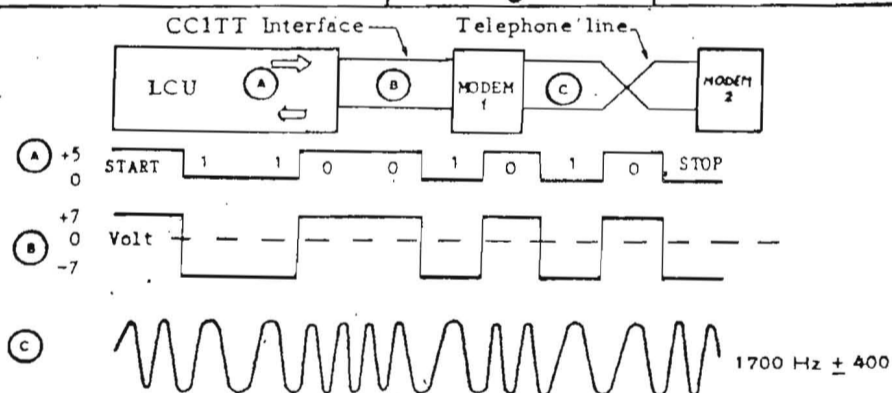 CC1TT Interface Telephone line
LCU A B MODEM 1 C MODEM 2
A +5 START 1 1 0 0 1 0 1 0 STOP
0
+7
B 0 Volt
-7
C 1700 Hz ± 400